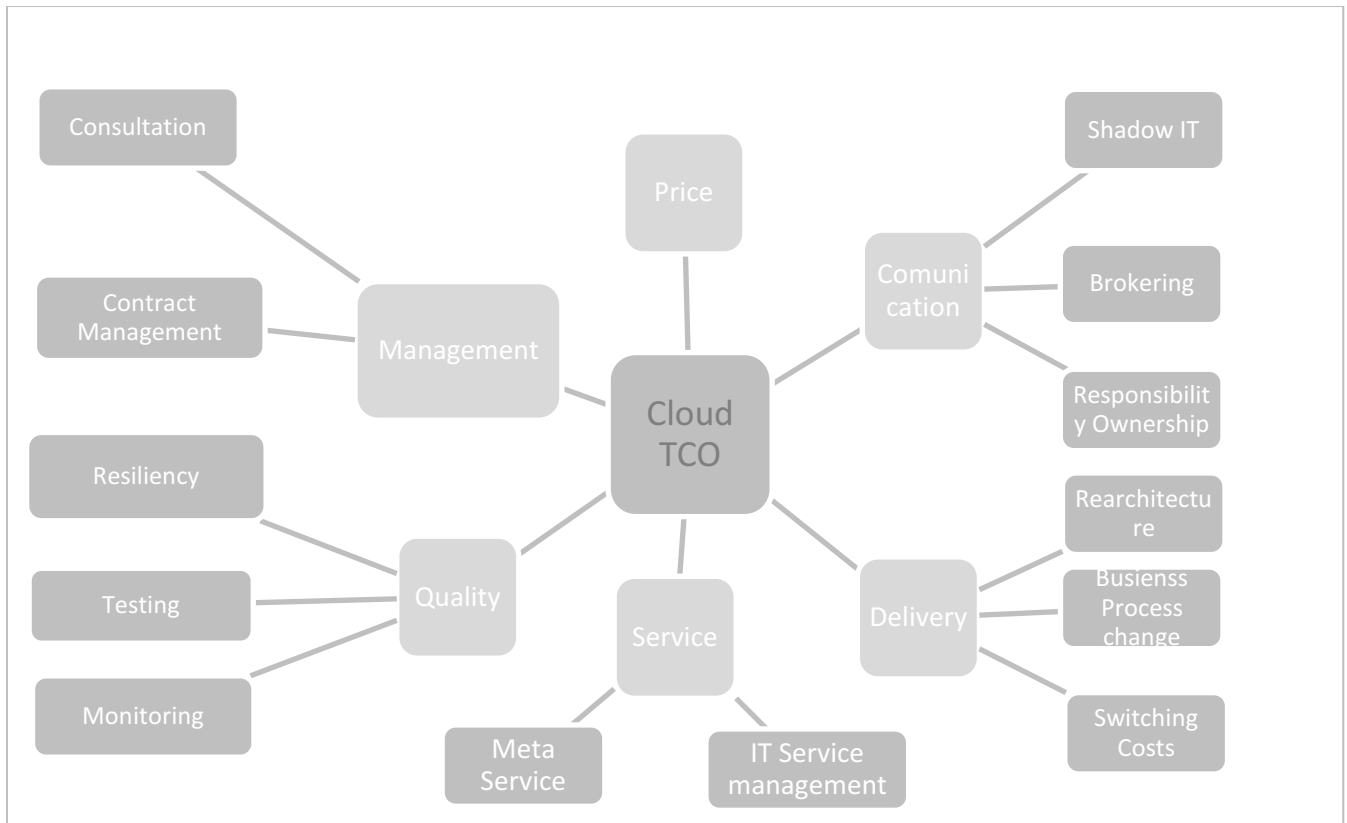 Consultation
Shadow IT
Price
Comuni
cation
Brokering
Contract
Management
Management
Responsibilit
y Ownership
Cloud
TCO
Resiliency
Rearchitectu
re
Quality
Testing
Service
Delivery
Busienss
Process
change
Monitoring
Switching
Costs
Meta
Service
IT Service
management